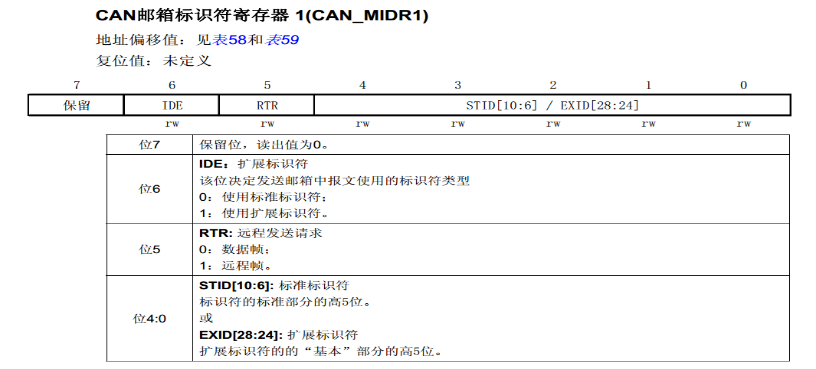 CAN邮箱标识符寄存器 1(CAN_MIDR1)
地址偏移值：见表58和表59
复位值：未定义
7 6 5 4 3 2 1 0
保留 IDE RTR STID[10:6] / EXID[28:24]
rw rw rw rw rw rw rw
位7 保留位，读出值为0。
位6 IDE：扩展标识符
该位决定发送邮箱中报文使用的标识符类型
0：使用标准标识符；
1：使用扩展标识符。
位5 RTR: 远程发送请求
0：数据帧；
1：远程帧。
位4:0 STID[10:6]: 标准标识符
标识符的标准部分的高5位。
或
EXID[28:24]: 扩展标识符
扩展标识符的的“基本”部分的高5位。